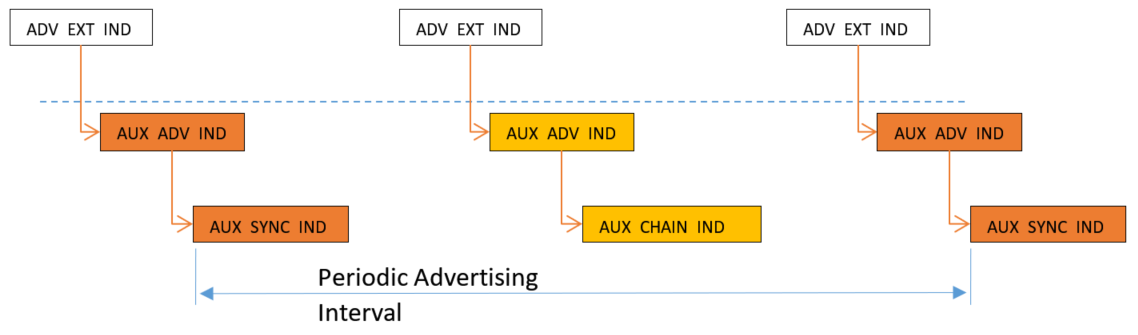 ADV EXT IND ADV EXT IND ADV EXT IND
AUX ADV IND AUX ADV IND AUX ADV IND
AUX SYNC IND AUX CHAIN IND AUX SYNC IND
Periodic Advertising
Interval